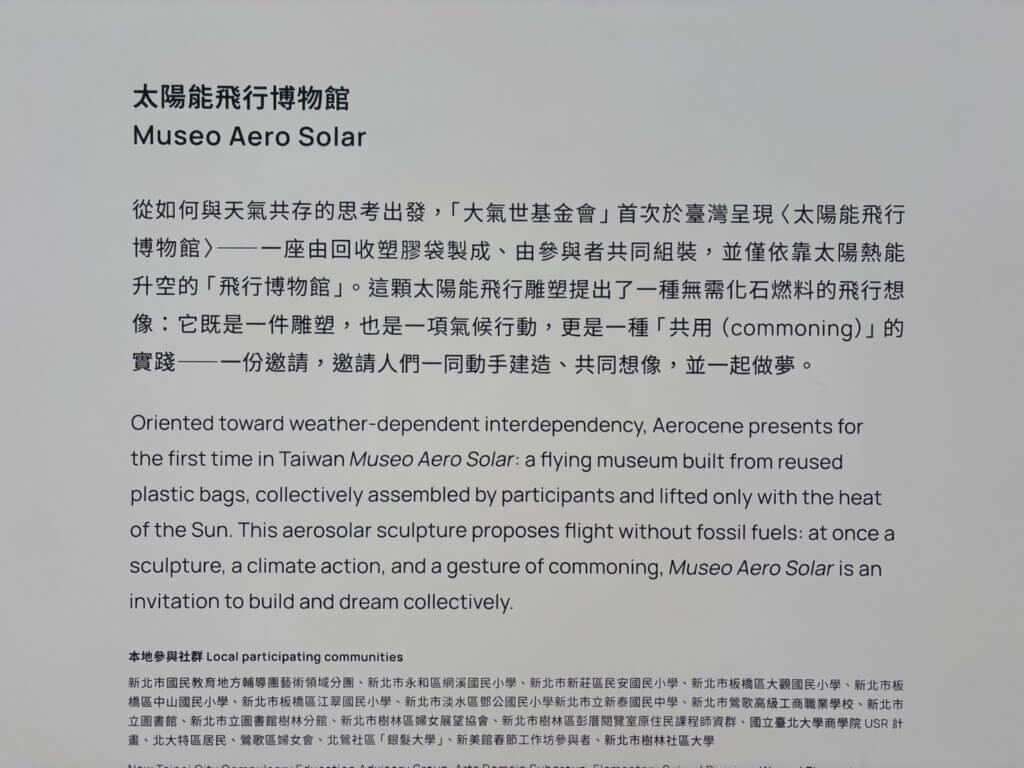 太陽能飛行博物館
Museo Aero Solar
從如何與天氣共存的思考出發，「大氣世基金會」首次於臺灣呈現〈太陽能飛行
博物館〉——一座由回收塑膠袋製成、由參與者共同組裝，並僅依靠太陽熱能
升空的「飛行博物館」。這顆太陽能飛行雕塑提出了一種無需化石燃料的飛行想
像：它既是一件雕塑，也是一項氣候行動，更是一種「共用（commoning）」的
實踐——一份邀請，邀請人們一同動手建造、共同想像，並一起做夢。
Oriented toward weather-dependent interdependency, Aerocene presents for
the first time in Taiwan Museo Aero Solar: a flying museum built from reused
plastic bags, collectively assembled by participants and lifted only with the heat
of the Sun. This aerosolar sculpture proposes flight without fossil fuels: at once a
sculpture, a climate action, and a gesture of commoning, Museo Aero Solar is an
invitation to build and dream collectively.
本地參與社群 Local participating communities
新北市國民教育地方輔導團藝術領域分團、新北市永和區網溪國民小學、新北市新莊區民安國民小學、新北市板橋區大觀國民小學、新北市板
橋區中山國民小學、新北市板橋區江翠國民小學、新北市淡水區鄧公國民小學新北市立新泰國民中學、新北市鶯歌高級工商職業學校、新北市
立圖書館、新北市立圖書館樹林分館、新北市樹林區婦女展望協會、新北市樹林區彭厝閱覽室原住民課程師資群、國立臺北大學商學院 USR 計
畫、北大特區居民、鶯歌區婦女會、北鶯社區「銀髮大學」、新美館春節工作坊參與者、新北市樹林社區大學